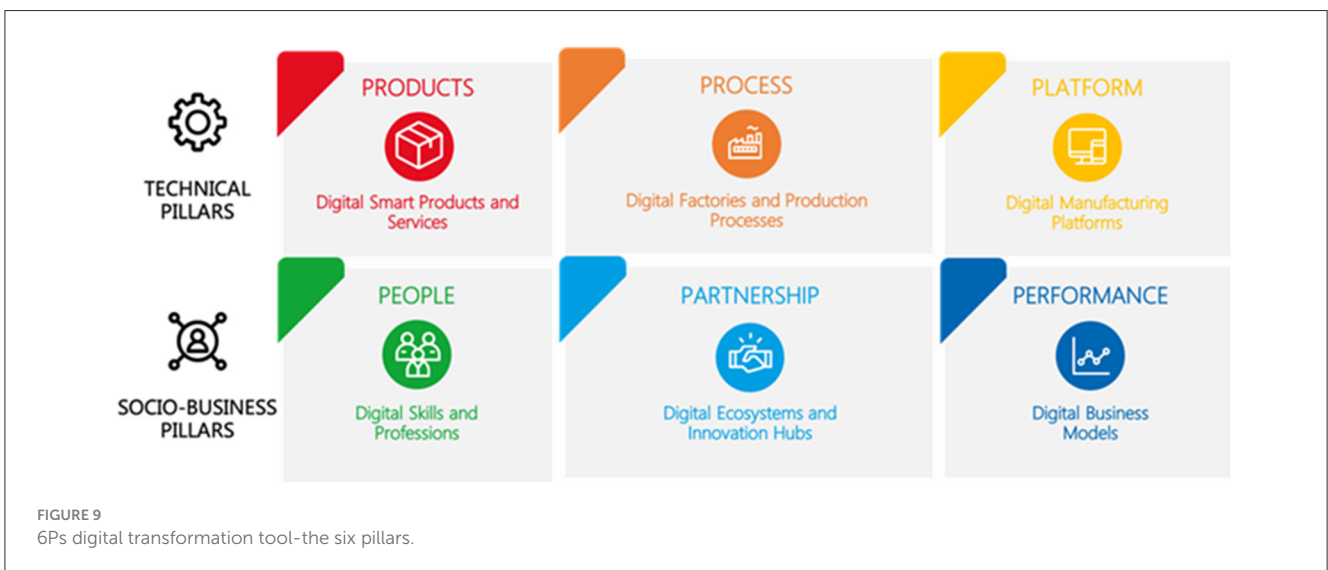 PRODUCTS
PROCESS
PLATFORM
TECHNICAL
PILLARS
Digital Smart Products and
Services
Digital Factories and Production
Processes
Digital Manufacturing
Platforms
PEOPLE
PARTNERSHIP
PERFORMANCE
SOCIO-BUSINESS
PILLARS
Digital Skills and
Professions
Digital Ecosystems and
Innovation Hubs
Digital Business
Models
FIGURE 9
6Ps digital transformation tool-the six pillars.